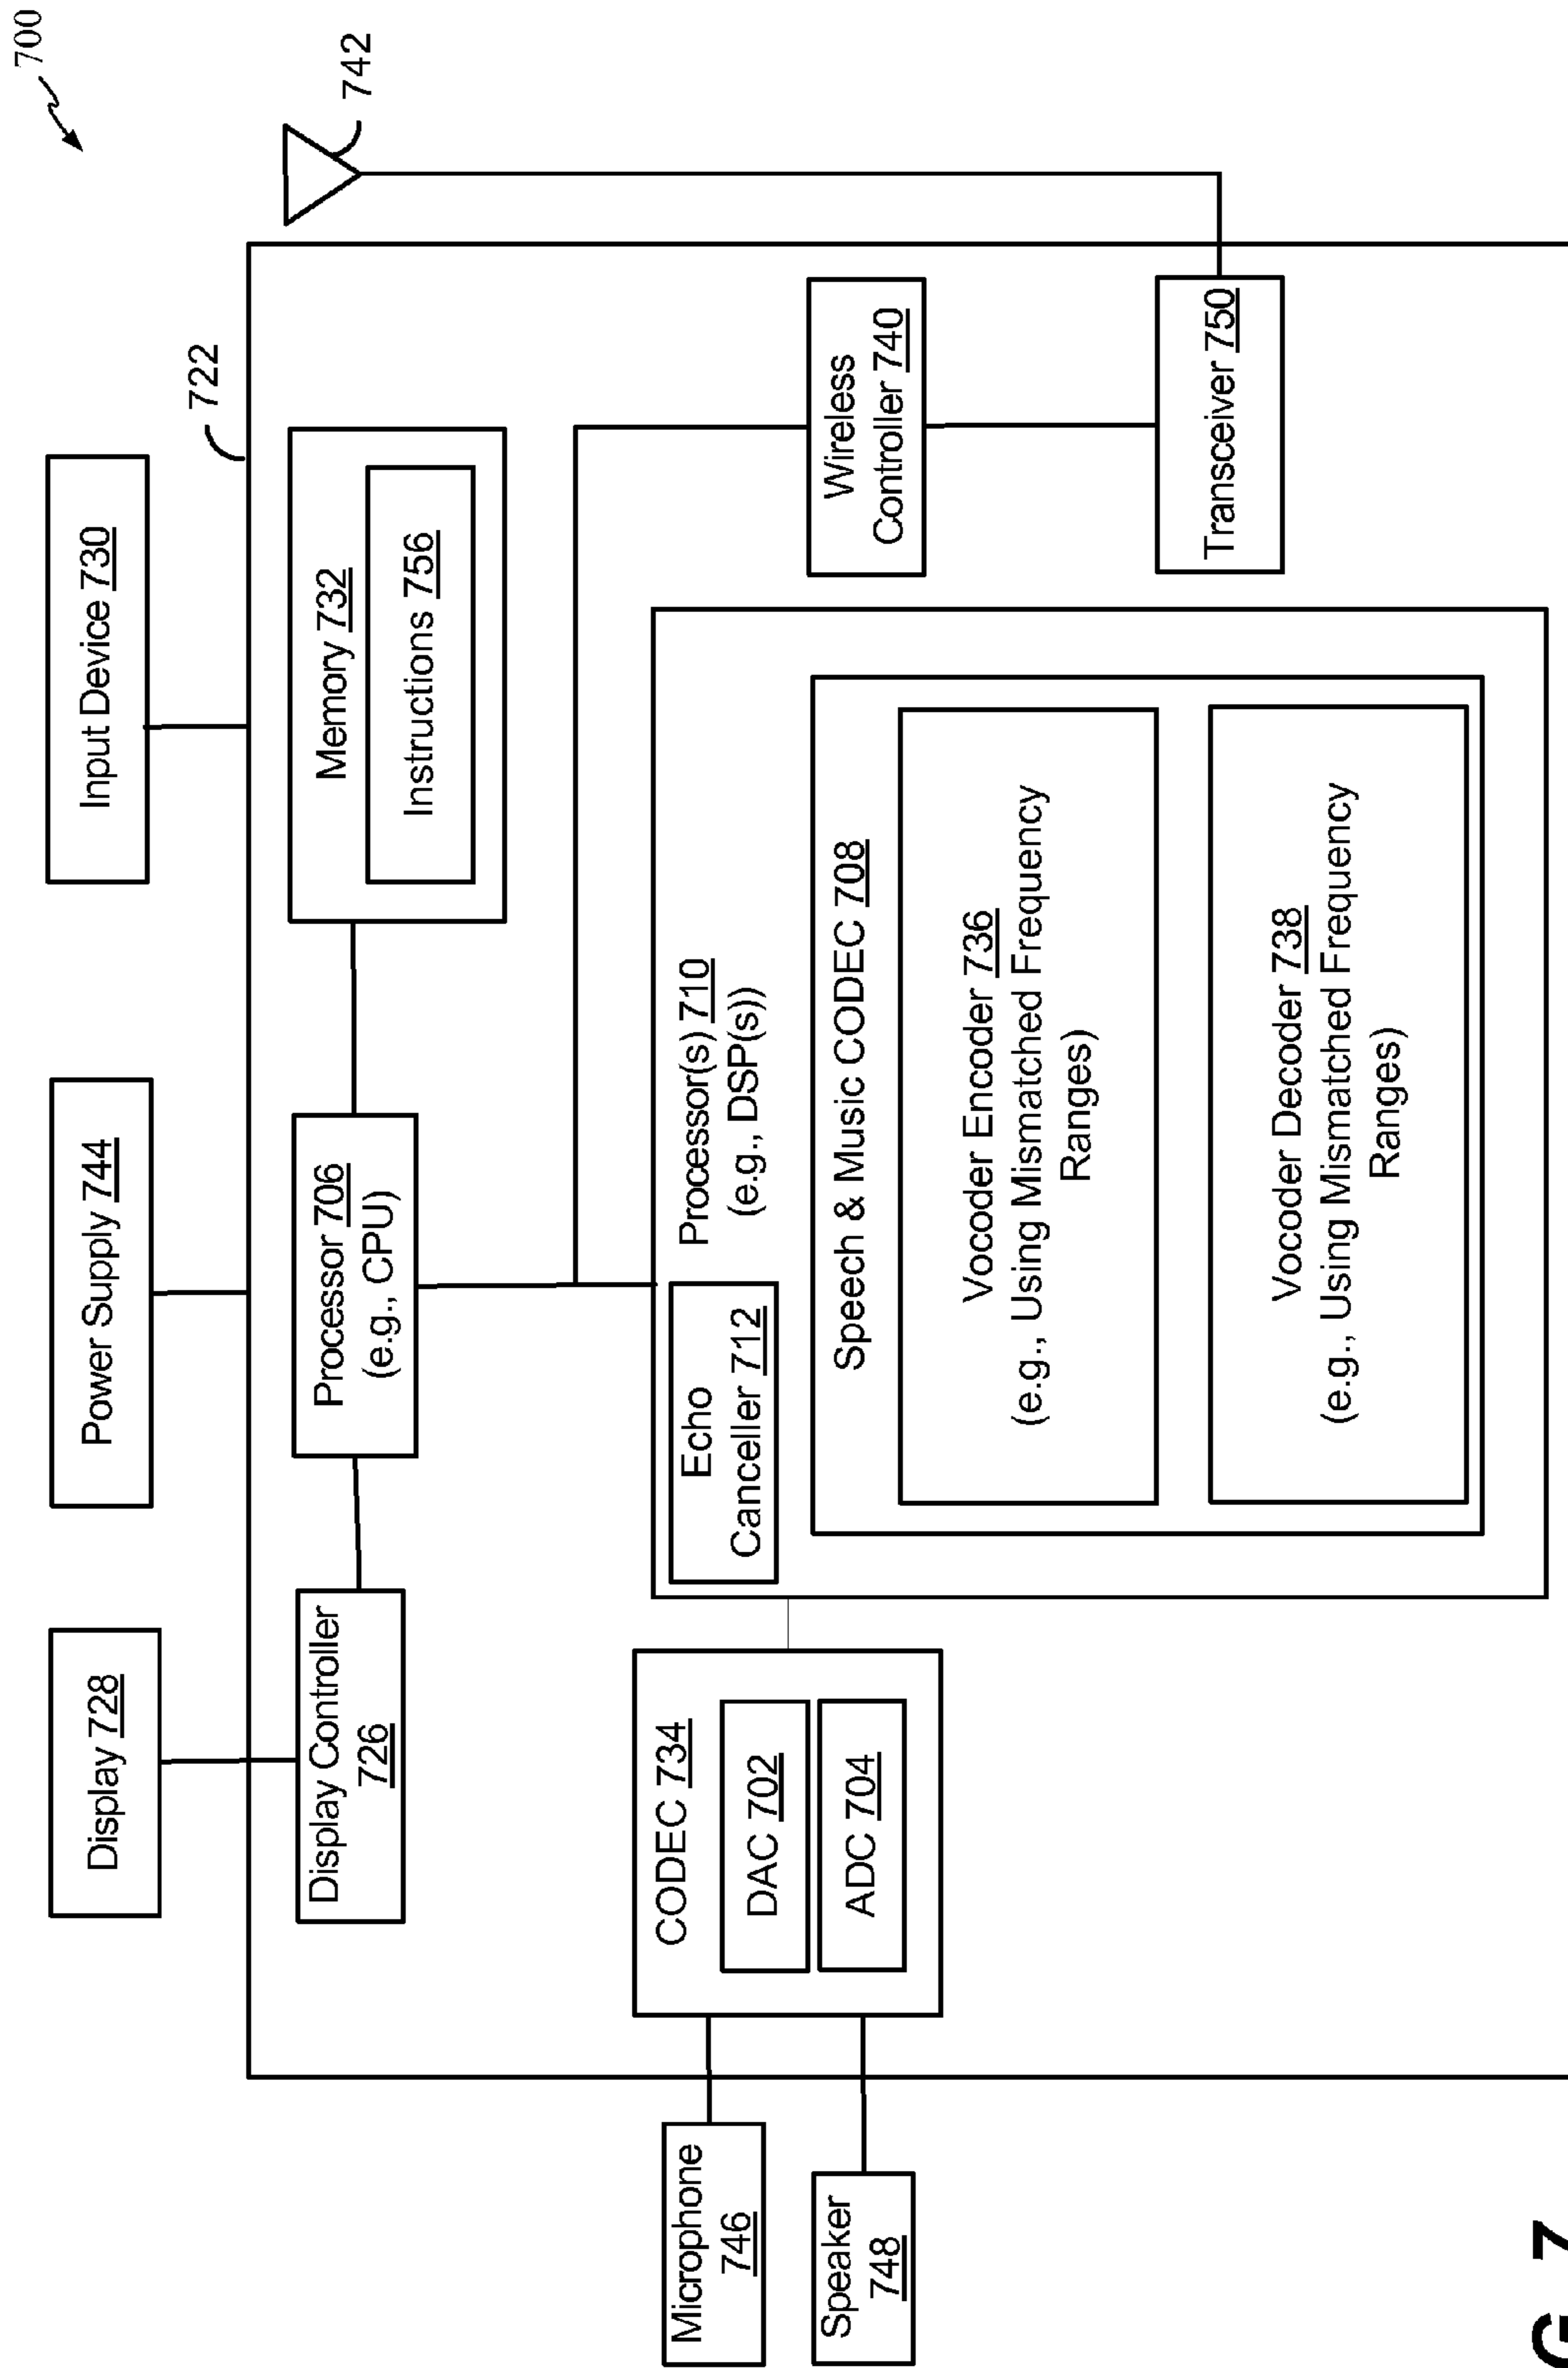 700
Display 728
Power Supply 744
Input Device 730
722
742
Display Controller
726
Processor 706
(e.g., CPU)
Memory 732
Instructions 756
Microphone
746
Speaker
748
CODEC 734
DAC 702
ADC 704
Echo
Canceller 712
Processor(s) 710
(e.g., DSP(s))
Speech & Music CODEC 708
Vocoder Encoder 736
(e.g., Using Mismatched Frequency
Ranges)
Vocoder Decoder 738
(e.g., Using Mismatched Frequency
Ranges)
Wireless
Controller 740
Transceiver 750
G 7